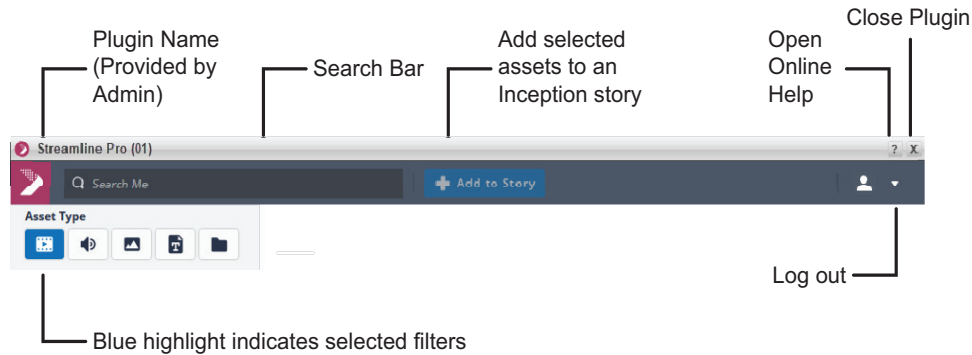 Close Plugin
Plugin Name
(Provided by
Admin)
Search Bar
Add selected
assets to an
Inception story
Open
Online
Help
Streamline Pro (01)
? X
Search Me
Add to Story
Asset Type
T
Log out
Blue highlight indicates selected filters